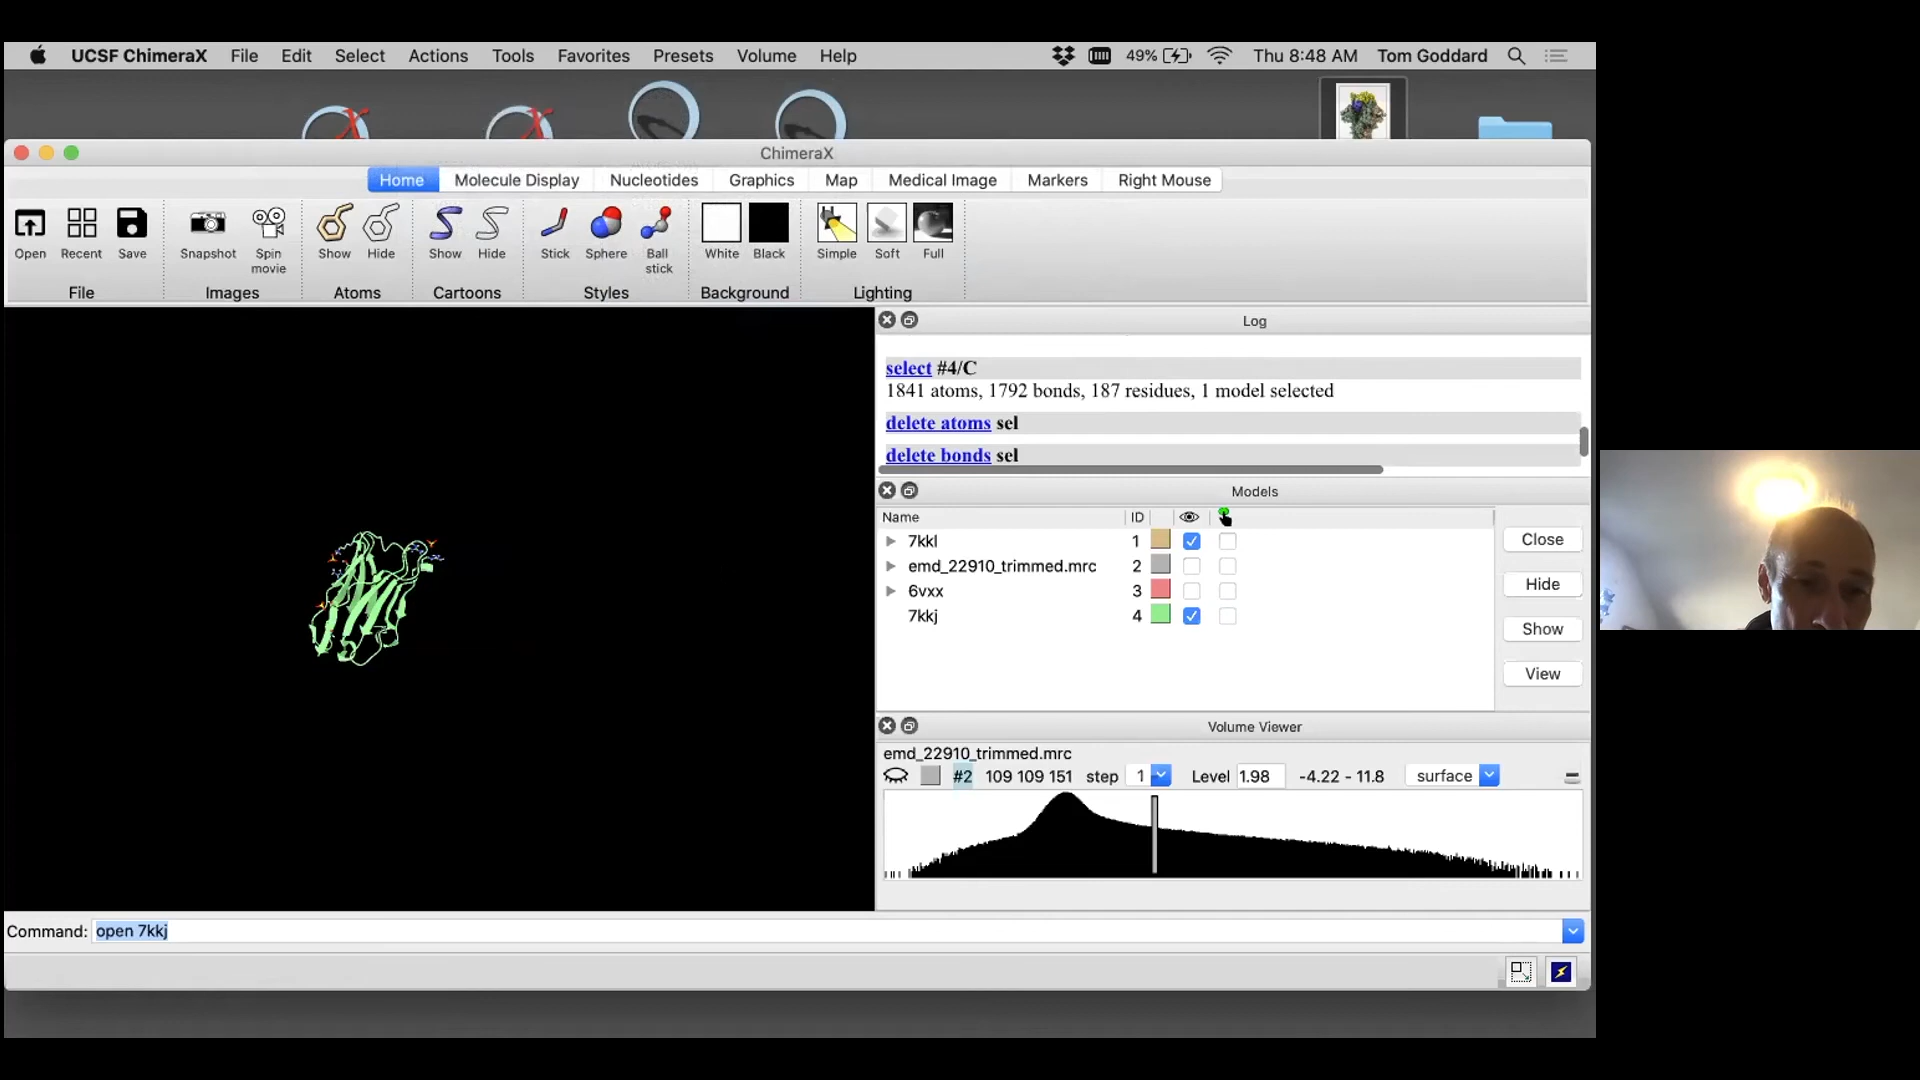 UCSF ChimeraX File Edit Select Actions Tools Favorites Presets Volume Help 49% Thu 8:48 AM Tom Goddard
ChimeraX
Home Molecule Display Nucleotides Graphics Map Medical Image Markers Right Mouse
Open Recent Save Snapshot Spin movie Show Hide Show Hide Stick Sphere Ball stick White Black Simple Soft Full
File Images Atoms Cartoons Styles Background Lighting
Log
select #4/C
1841 atoms, 1792 bonds, 187 residues, 1 model selected
delete atoms sel
delete bonds sel
Models
Name ID
7kkl 1
emd_22910_trimmed.mrc 2
6vxx 3
7kkj 4
Close
Hide
Show
View
Volume Viewer
emd_22910_trimmed.mrc
#2 109 109 151 step 1 Level 1.98 -4.22 - 11.8 surface
Command: open 7kkj